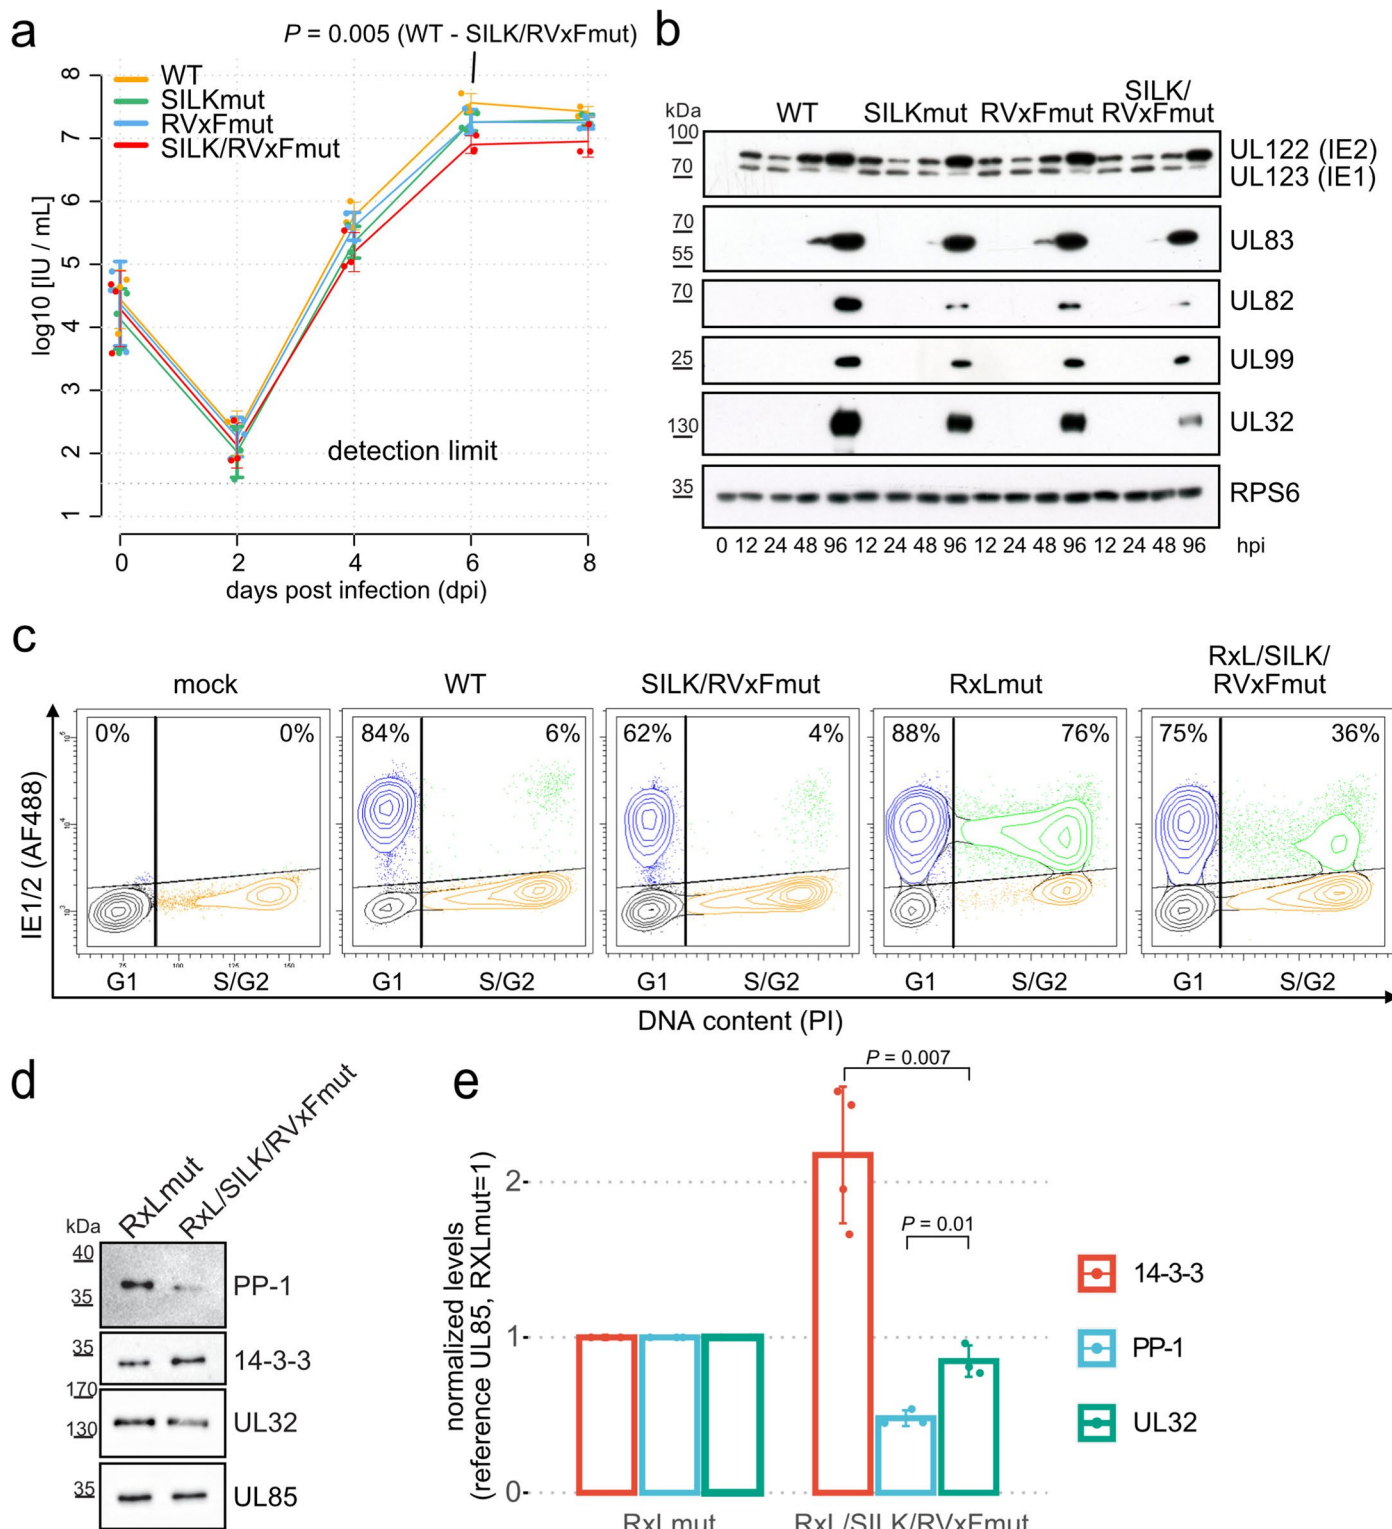 a
P = 0.005 (WT - SILK/RVxFmut)
WT
SILKmut
RVxFmut
SILK/RVxFmut
8
7
6
5
4
3
2
1
log10 [IU / mL]
detection limit
0 2 4 6 8
days post infection (dpi)
b
kDa
WT SILKmut RVxFmut SILK/
RVxFmut
100
70
UL122 (IE2)
UL123 (IE1)
70
55
UL83
70
UL82
25
UL99
130
UL32
35
RPS6
0 12 24 48 96 12 24 48 96 12 24 48 96 12 24 48 96 hpi
c
mock WT SILK/RVxFmut RxLmut RxL/SILK/
RVxFmut
0% 0% 84% 6% 62% 4% 88% 76% 75% 36%
IE1/2 (AF488)
10⁵
10⁴
10³
75 100 125 150
G1 S/G2 G1 S/G2 G1 S/G2 G1 S/G2 G1 S/G2
DNA content (PI)
d
RxLmut
RxL/SILK/RVxFmut
kDa
40
35
PP-1
35
14-3-3
170
130
UL32
35
UL85
e
P = 0.007
P = 0.01
normalized levels
(reference UL85, RXLmut=1)
2
1
0
RxLmut RxL/SILK/RVxFmut
14-3-3
PP-1
UL32